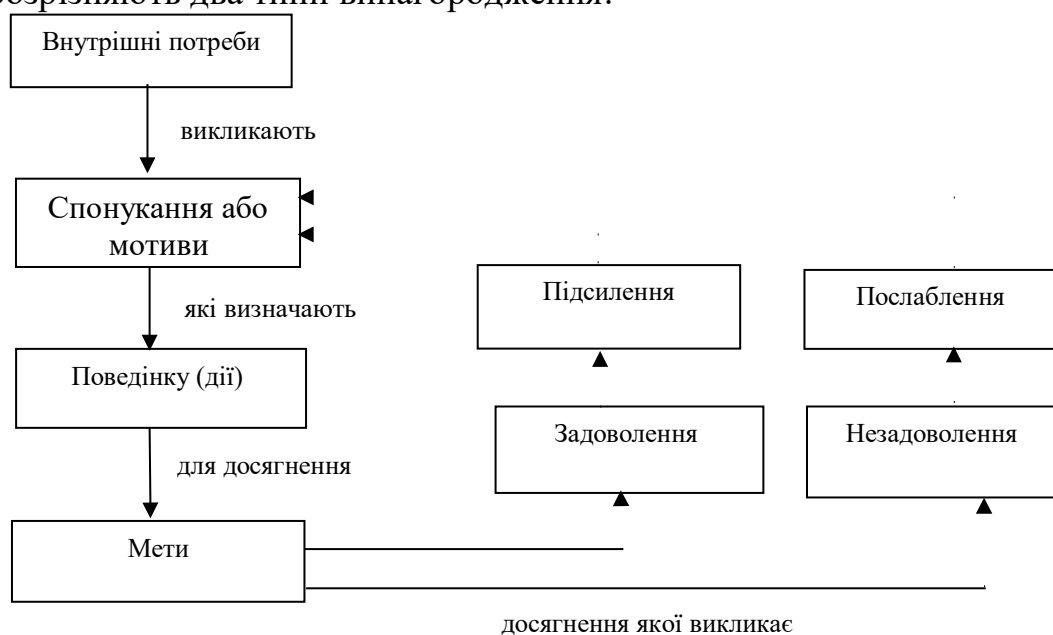 розрізняють два типи винагородження:
Внутрішні потреби
викликають
Спонукання або
мотиви
які визначають
Підсилення
Послаблення
Поведінку (дії)
Задоволення
Незадоволення
для досягнення
Мети
досягнення якої викликає